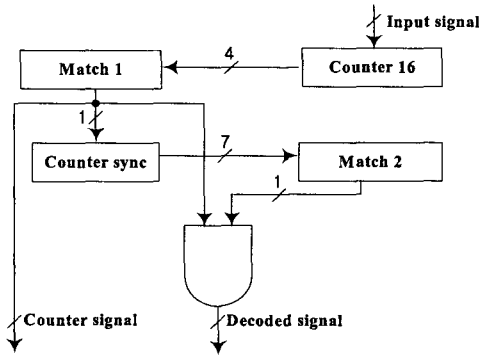 Input signal
4
Match 1
Counter 16
1
Counter sync
7
Match 2
1
Counter signal
Decoded signal